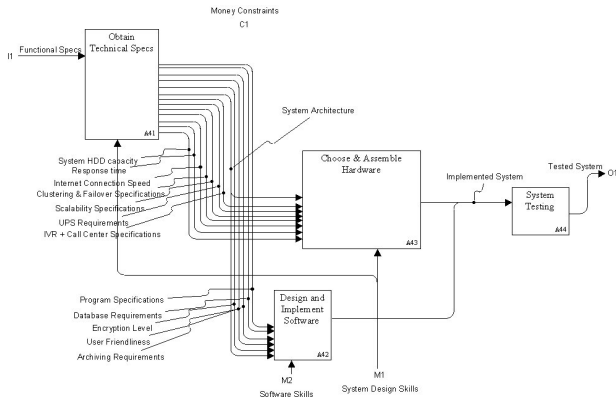 Money Constraints
C1
Obtain
Technical Specs
A41
I1
Functional Specs
System Architecture
System HDD capacity
Response time
Internet Connection Speed
Clustering & Failover Specifications
Scalability Specifications
UPS Requirements
IVR + Call Center Specifications
Choose & Assemble
Hardware
A43
Implemented System
Tested System
O1
System
Testing
A44
Program Specifications
Database Requirements
Encryption Level
User Friendliness
Archiving Requirements
Design and
Implement
Software
A42
M2
Software Skills
M1
System Design Skills